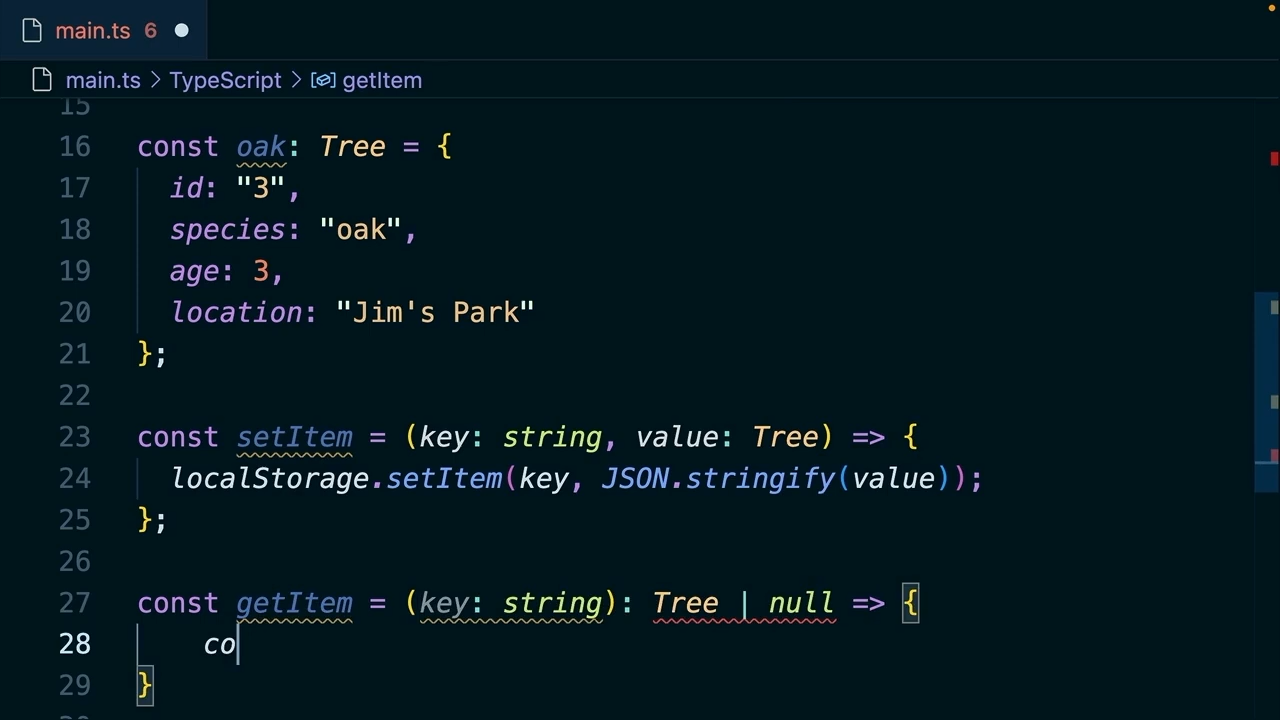 main.ts 6
main.ts > TypeScript > getItem
15
16 const oak: Tree = {
17 id: "3",
18 species: "oak",
19 age: 3,
20 location: "Jim's Park"
21 };
22
23 const setItem = (key: string, value: Tree) => {
24 localStorage.setItem(key, JSON.stringify(value));
25 };
26
27 const getItem = (key: string): Tree | null => {
28 co
29 }